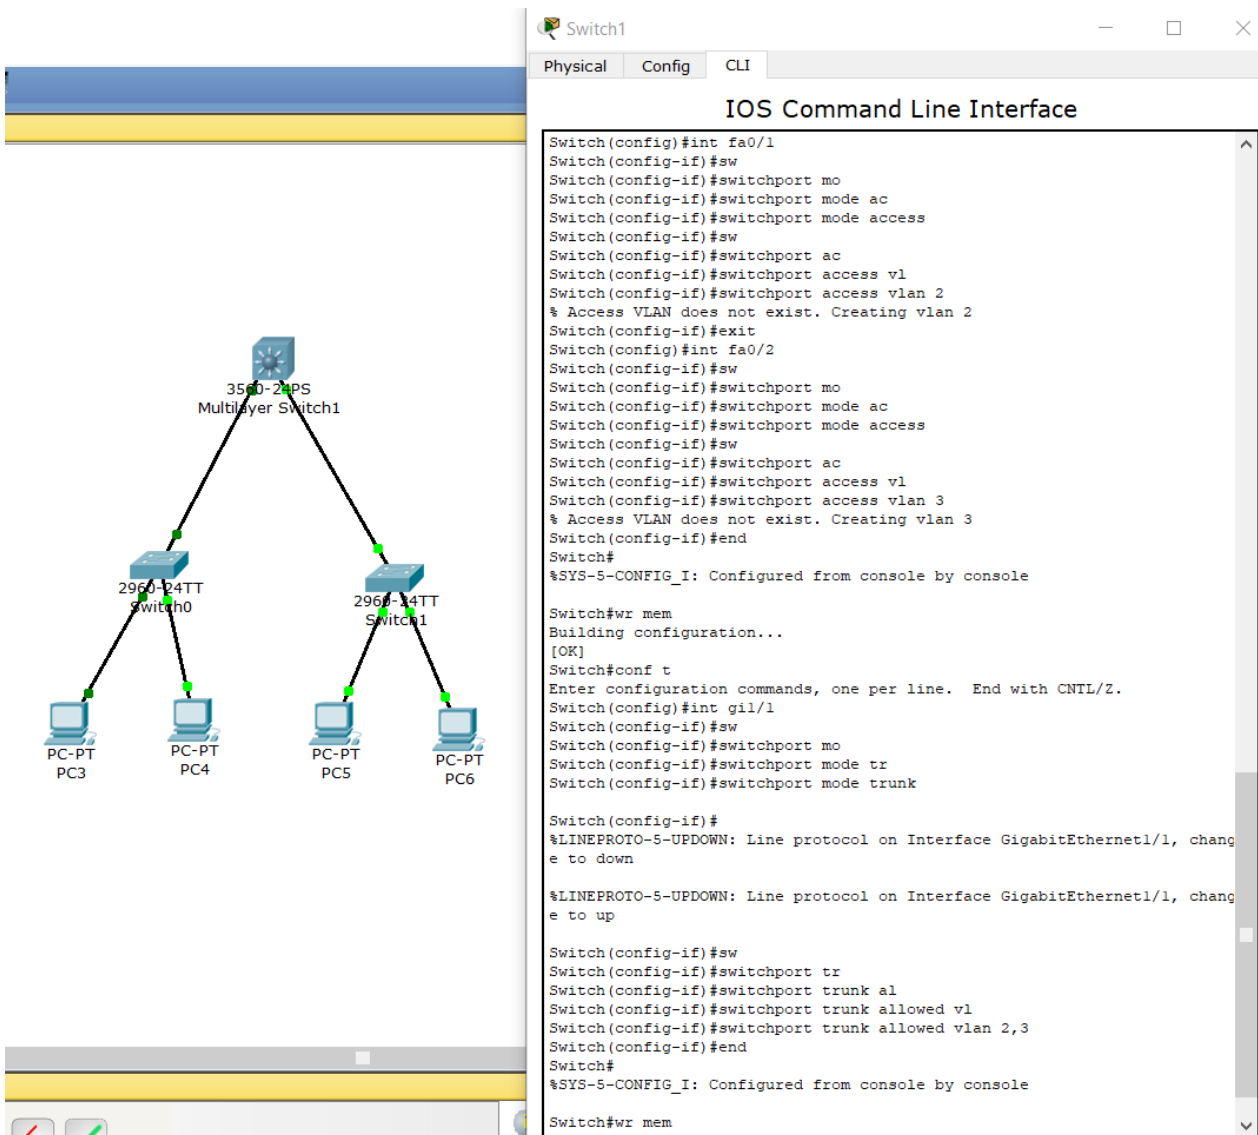 Switch1
Physical
Config
CLI
IOS Command Line Interface
Switch(config)#int fa0/1
Switch(config-if)#sw
Switch(config-if)#switchport mo
Switch(config-if)#switchport mode ac
Switch(config-if)#switchport mode access
Switch(config-if)#sw
Switch(config-if)#switchport ac
Switch(config-if)#switchport access vl
Switch(config-if)#switchport access vlan 2
% Access VLAN does not exist. Creating vlan 2
Switch(config-if)#exit
Switch(config)#int fa0/2
Switch(config-if)#sw
Switch(config-if)#switchport mo
Switch(config-if)#switchport mode ac
Switch(config-if)#switchport mode access
Switch(config-if)#sw
Switch(config-if)#switchport ac
Switch(config-if)#switchport access vl
Switch(config-if)#switchport access vlan 3
% Access VLAN does not exist. Creating vlan 3
Switch(config-if)#end
Switch#
%SYS-5-CONFIG_I: Configured from console by console
Switch#wr mem
Building configuration...
[OK]
Switch#conf t
Enter configuration commands, one per line.  End with CNTL/Z.
Switch(config)#int gi1/1
Switch(config-if)#sw
Switch(config-if)#switchport mo
Switch(config-if)#switchport mode tr
Switch(config-if)#switchport mode trunk
Switch(config-if)#
%LINEPROTO-5-UPDOWN: Line protocol on Interface GigabitEthernet1/1, chang
e to down
%LINEPROTO-5-UPDOWN: Line protocol on Interface GigabitEthernet1/1, chang
e to up
Switch(config-if)#sw
Switch(config-if)#switchport tr
Switch(config-if)#switchport trunk al
Switch(config-if)#switchport trunk allowed vl
Switch(config-if)#switchport trunk allowed vlan 2,3
Switch(config-if)#end
Switch#
%SYS-5-CONFIG_I: Configured from console by console
Switch#wr mem
3560-24PS
Multilayer Switch1
2960-24TT
Switch0
2960-24TT
Switch1
PC-PT
PC3
PC-PT
PC4
PC-PT
PC5
PC-PT
PC6